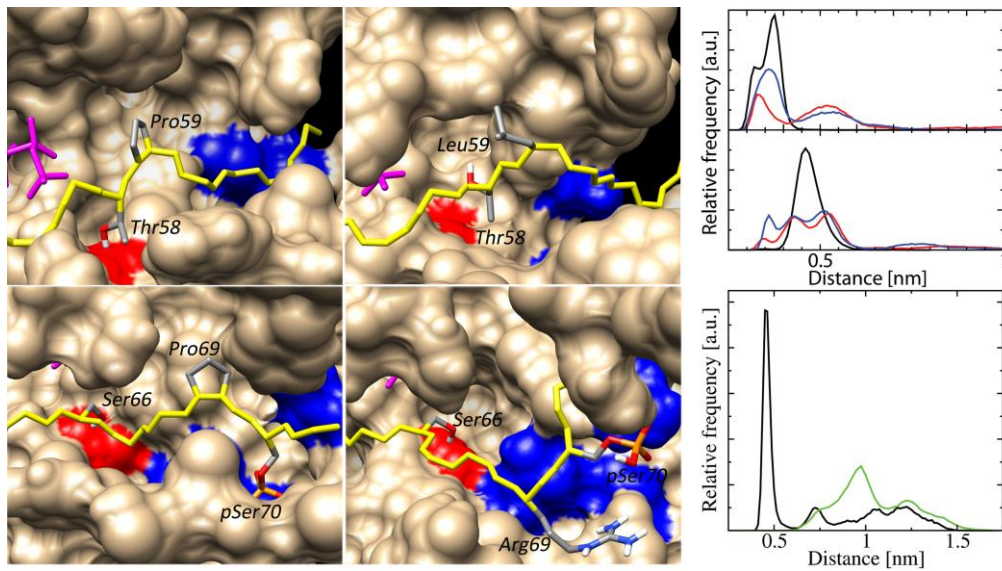 Pro59
Thr58
Leu59
Thr58
Relative frequency [a.u.]
0.5
Distance [nm]
Ser66
Pro69
pSer70
Ser66
pSer70
Arg69
Relative frequency [a.u.]
0.5
1
1.5
Distance [nm]